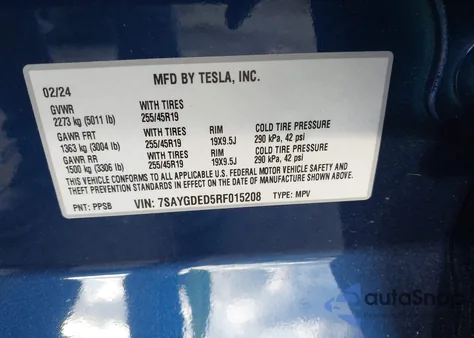 MFD BY TESLA, INC.
02/24
GVWR WITH TIRES
2273 kg (5011 lb) 255/45R19
GAWR FRT WITH TIRES RIM COLD TIRE PRESSURE
1363 kg (3004 lb) 255/45R19 19X9.5J 290 kPa, 42 psi
GAWR RR WITH TIRES RIM COLD TIRE PRESSURE
1500 kg (3306 lb) 255/45R19 19X9.5J 290 kPa, 42 psi
THIS VEHICLE CONFORMS TO ALL APPLICABLE U.S. FEDERAL MOTOR VEHICLE SAFETY AND
THEFT PREVENTION STANDARDS IN EFFECT ON THE DATE OF MANUFACTURE SHOWN ABOVE.
PNT: PPSB VIN: 7SAYGDED5RF015208 TYPE: MPV
autoSnap